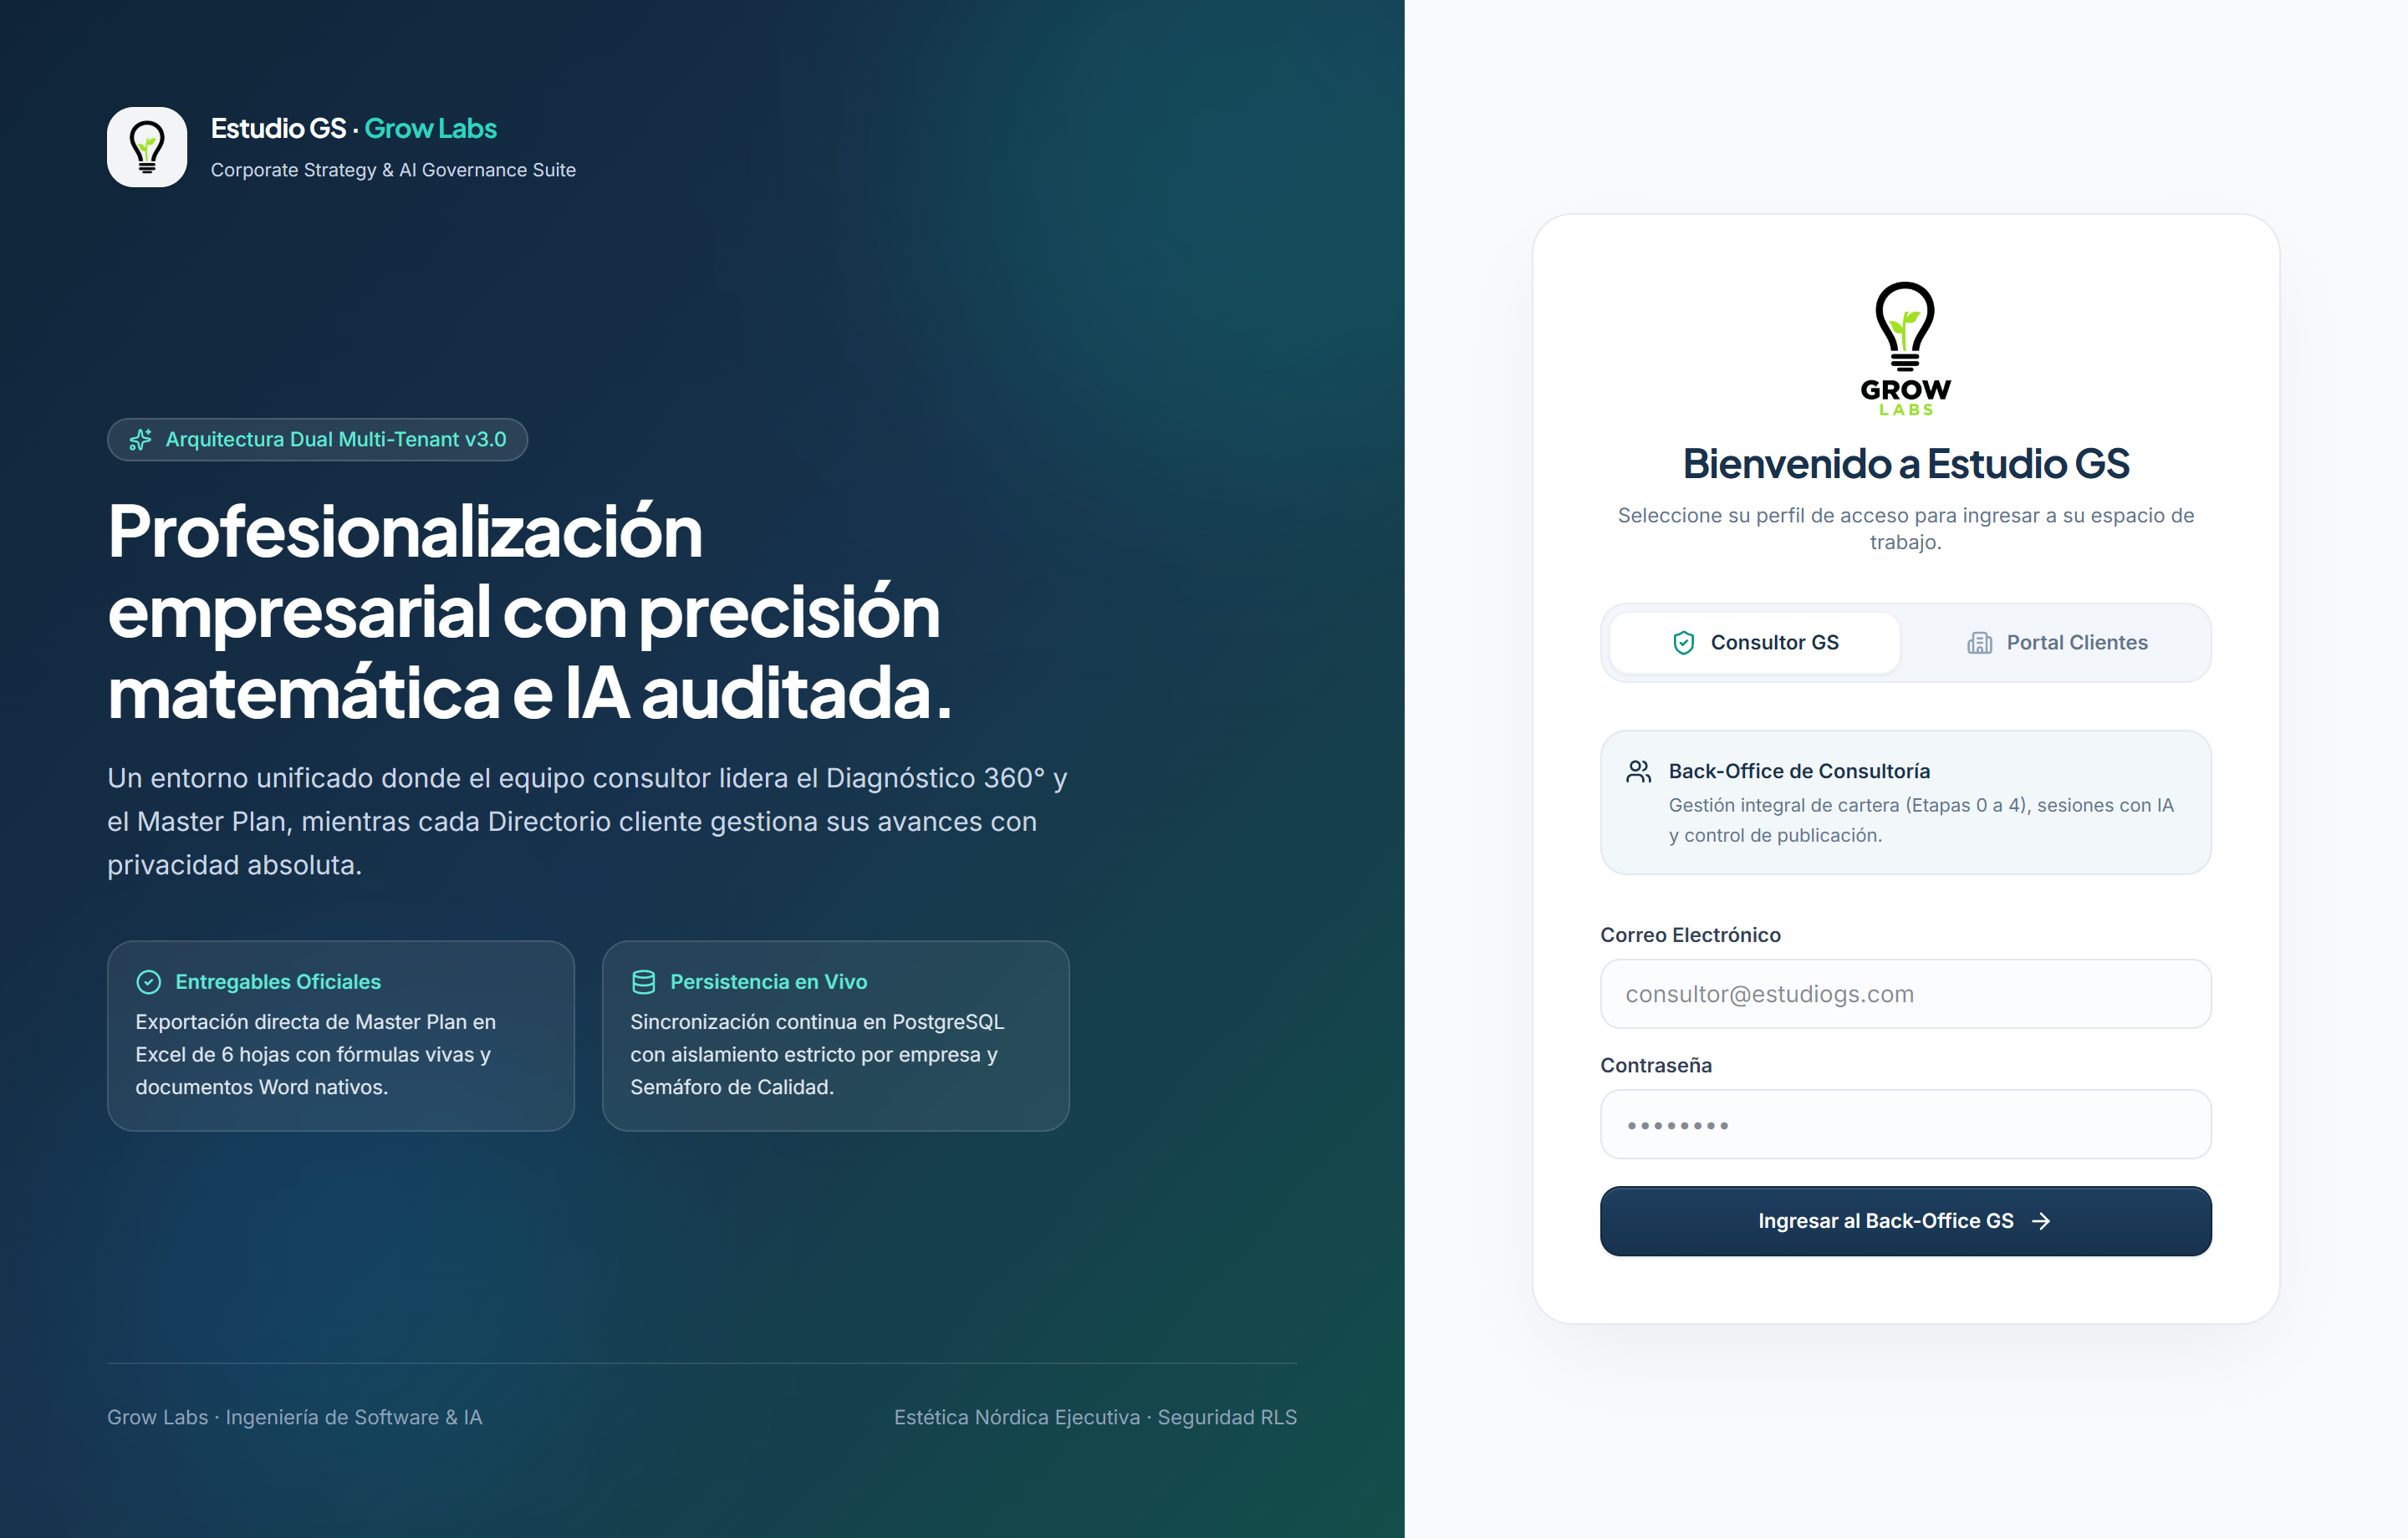 Estudio GS · Grow Labs
Corporate Strategy & AI Governance Suite
Arquitectura Dual Multi-Tenant v3.0
Profesionalización
empresarial con precisión
matemática e IA auditada.
Un entorno unificado donde el equipo consultor lidera el Diagnóstico 360° y
el Master Plan, mientras cada Directorio cliente gestiona sus avances con
privacidad absoluta.
Entregables Oficiales
Exportación directa de Master Plan en
Excel de 6 hojas con fórmulas vivas y
documentos Word nativos.
Persistencia en Vivo
Sincronización continua en PostgreSQL
con aislamiento estricto por empresa y
Semáforo de Calidad.
Grow Labs · Ingeniería de Software & IA
Estética Nórdica Ejecutiva · Seguridad RLS
GROW
LABS
Bienvenido a Estudio GS
Seleccione su perfil de acceso para ingresar a su espacio de
trabajo.
Consultor GS
Portal Clientes
Back-Office de Consultoría
Gestión integral de cartera (Etapas 0 a 4), sesiones con IA
y control de publicación.
Correo Electrónico
consultor@estudiogs.com
Contraseña
••••••••
Ingresar al Back-Office GS →